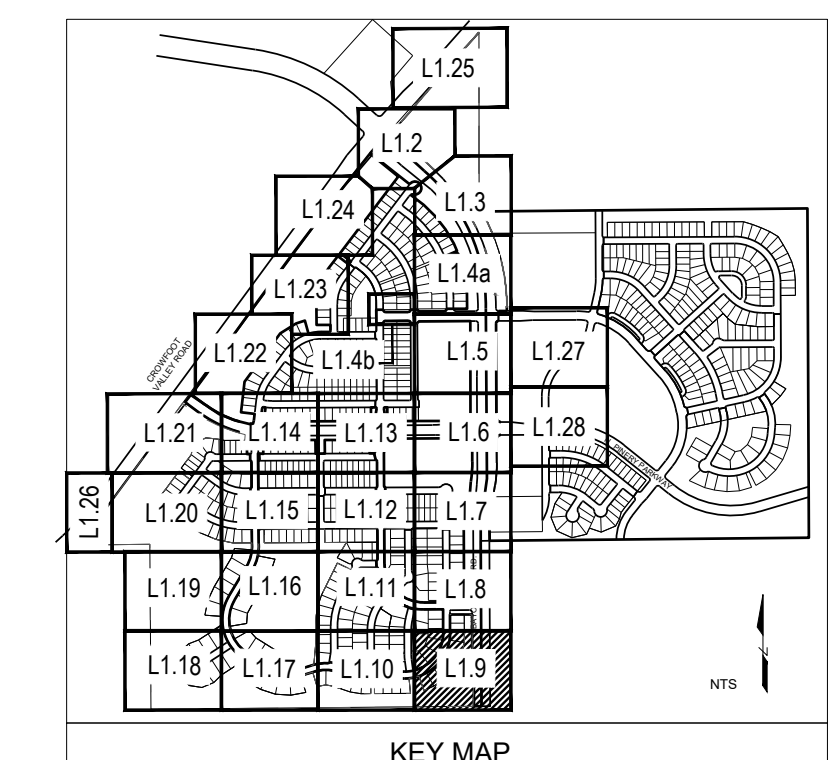 L1.25
L1.2
L1.24
L1.3
L1.4a
L1.23
L1.22
L1.4b
L1.5
L1.27
CROWFOOT
VALLEY ROAD
L1.21
L1.14
L1.13
L1.6
L1.28
PINERY PARKWAY
L1.26
L1.20
L1.15
L1.12
L1.7
L1.19
L1.16
L1.11
L1.8
L1.18
L1.17
L1.10
L1.9
NTS
KEY MAP